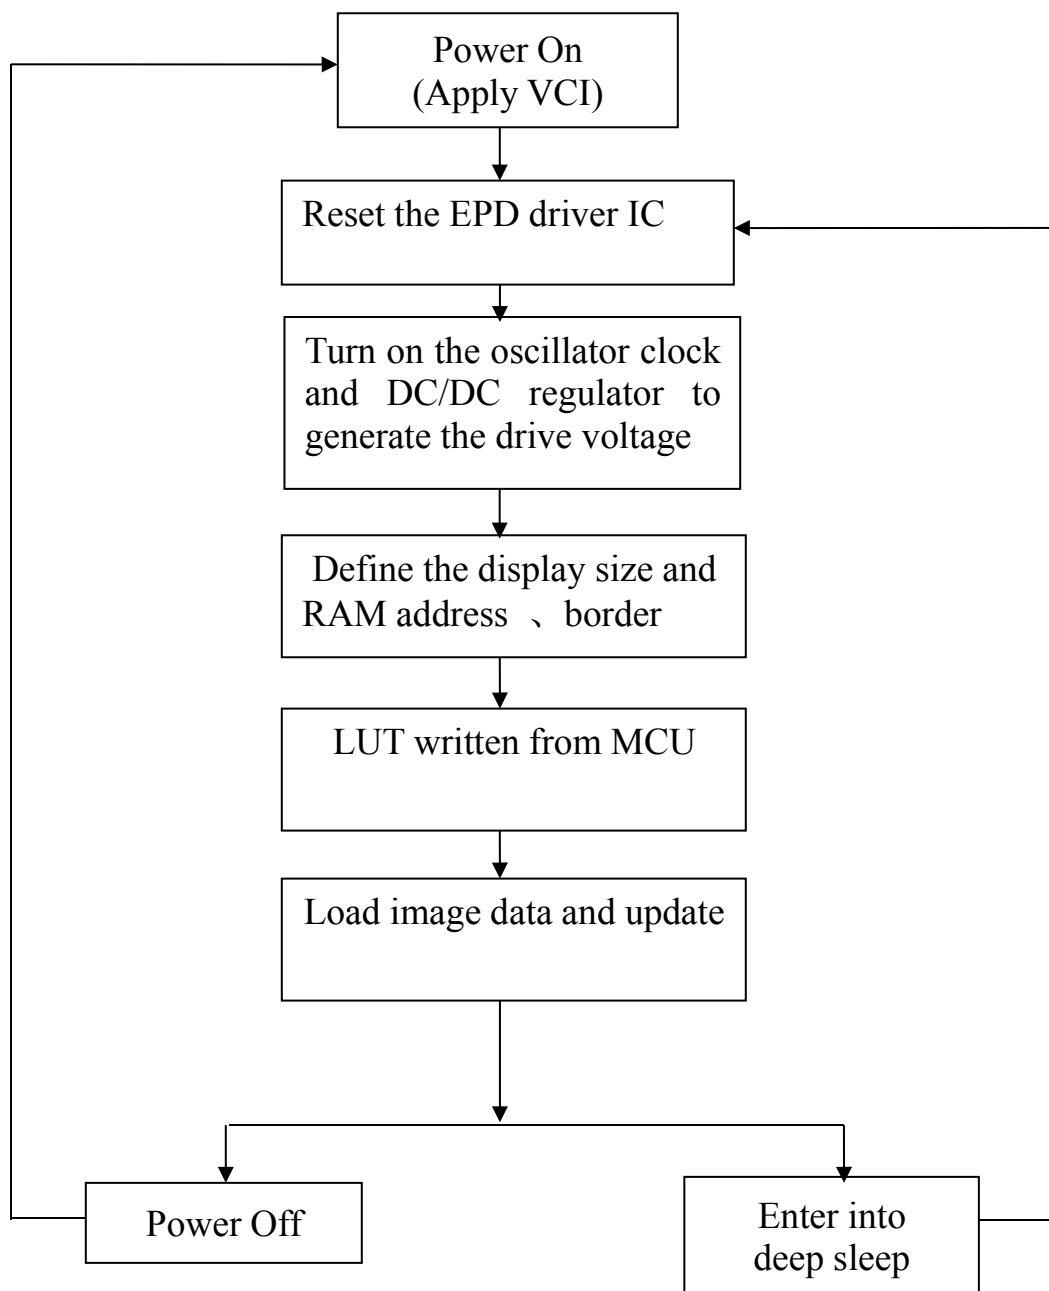 Power On
(Apply VCI)
Reset the EPD driver IC
Turn on the oscillator clock
and DC/DC regulator to
generate the drive voltage
Define the display size and
RAM address 、border
LUT written from MCU
Load image data and update
Power Off
Enter into
deep sleep